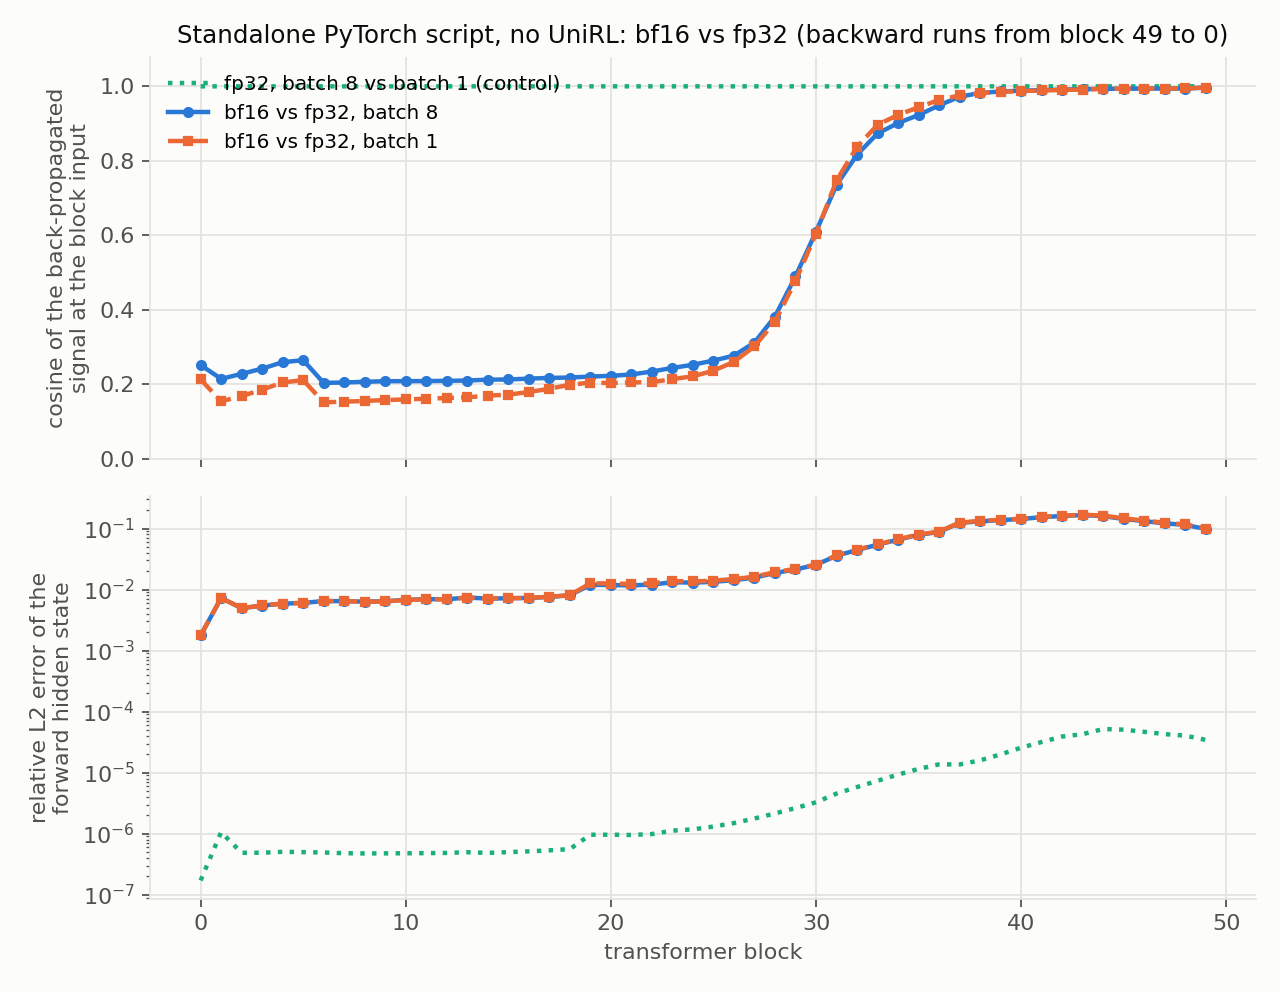 Standalone PyTorch script, no UniRL: bf16 vs fp32 (backward runs from block 49 to 0)
fp32, batch 8 vs batch 1 (control)
bf16 vs fp32, batch 8
bf16 vs fp32, batch 1
cosine of the back-propagated
signal at the block input
1.0
0.8
0.6
0.4
0.2
0.0
relative L2 error of the
forward hidden state
10⁻¹
10⁻²
10⁻³
10⁻⁴
10⁻⁵
10⁻⁶
10⁻⁷
0 10 20 30 40 50
transformer block